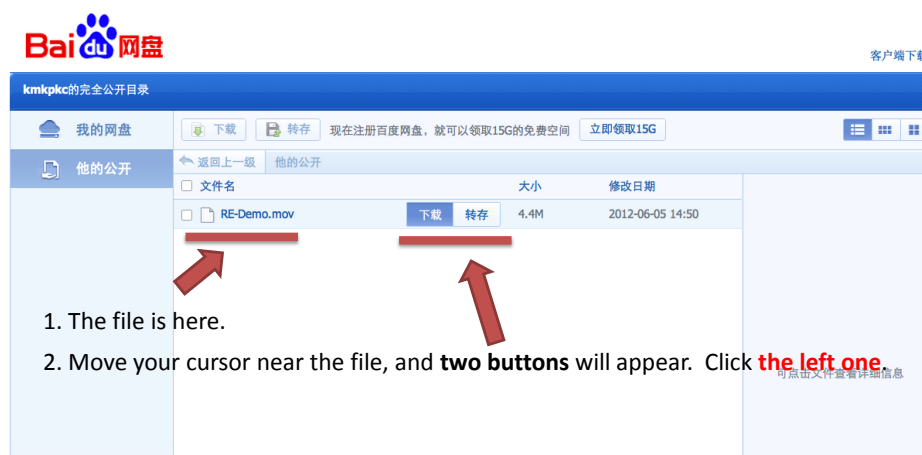 Baidu网盘
客户端下载
kmkpkc的完全公开目录
我的网盘
下载 转存 现在注册百度网盘，就可以领取15G的免费空间 立即领取15G
他的公开
返回上一级 他的公开
文件名 大小 修改日期
RE-Demo.mov 下载 转存 4.4M 2012-06-05 14:50
1. The file is here.
2. Move your cursor near the file, and two buttons will appear. Click the left one.
可点击文件查看详细信息